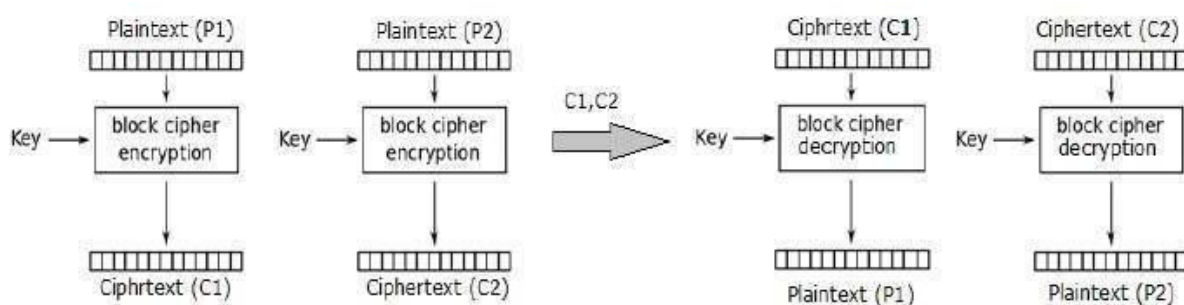 Plaintext (P1)
Plaintext (P2)
Ciphrtext (C1)
Ciphertext (C2)
C1,C2
Key
block cipher
encryption
Key
block cipher
encryption
Key
block cipher
decryption
Key
block cipher
decryption
Ciphrtext (C1)
Ciphertext (C2)
Plaintext (P1)
Plaintext (P2)